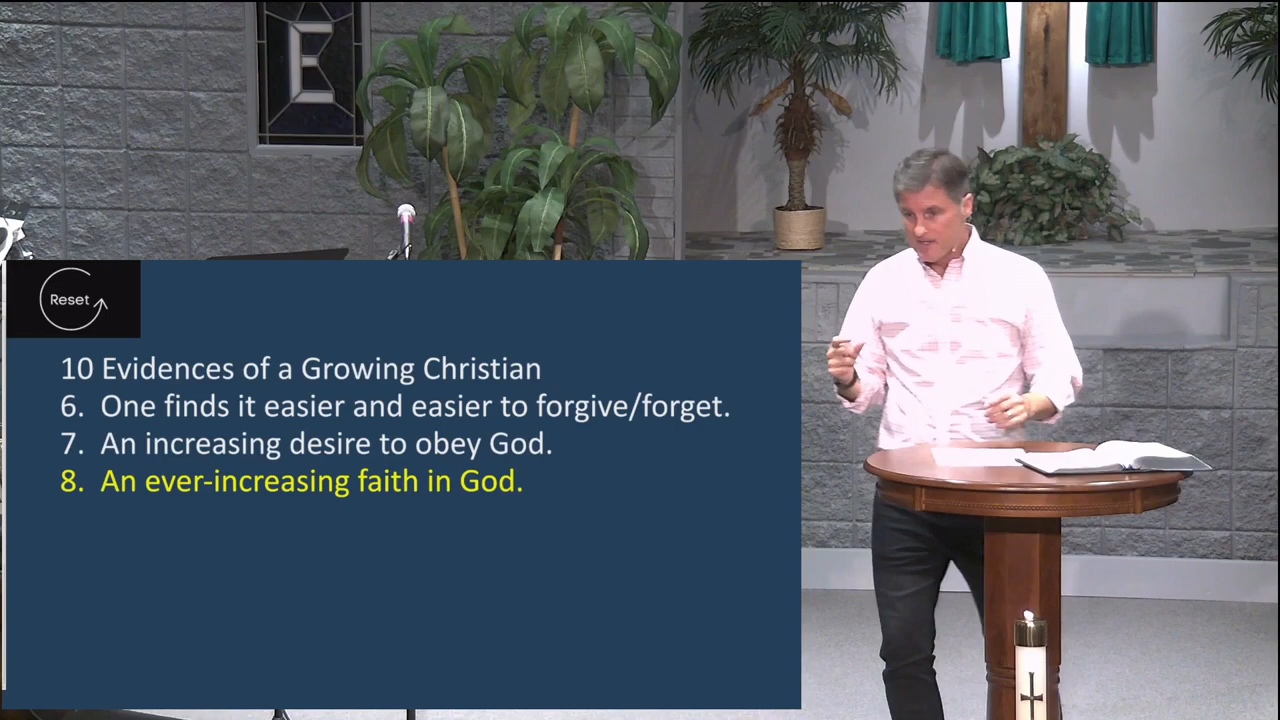 E
Reset
10 Evidences of a Growing Christian
6. One finds it easier and easier to forgive/forget.
7. An increasing desire to obey God.
8. An ever-increasing faith in God.